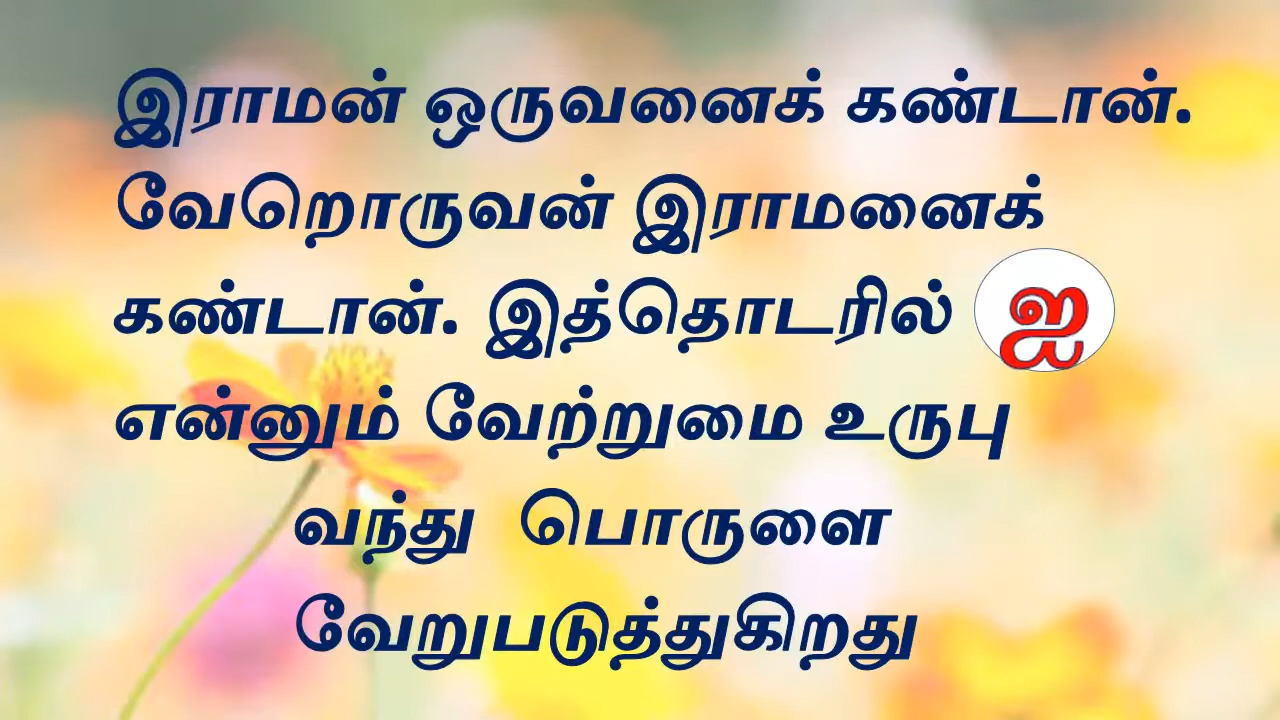 இராமன் ஒருவனைக் கண்டான்.
வேறொருவன் இராமனைக்
கண்டான். இத்தொடரில் ஐ
என்னும் வேற்றுமை உருபு
வந்து பொருளை
வேறுபடுத்துகிறது